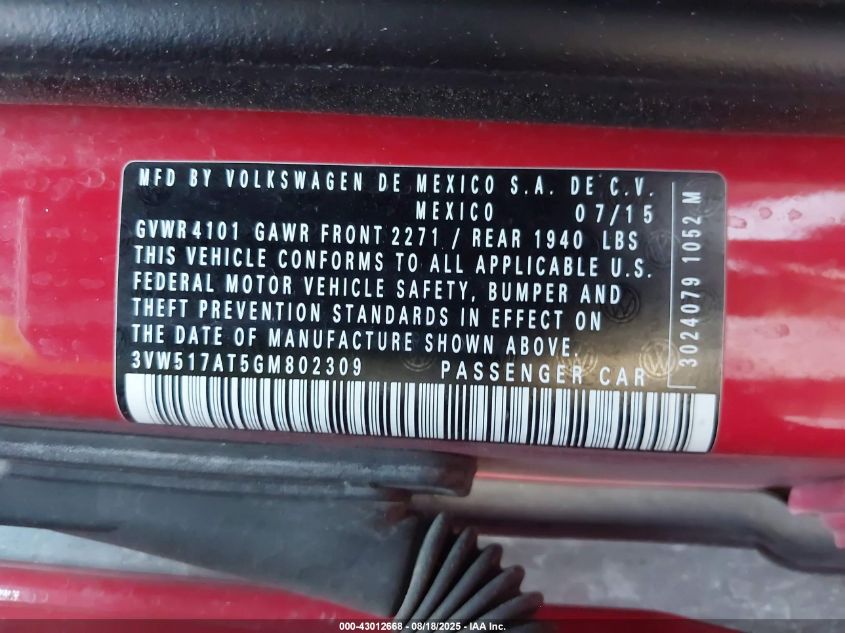 MFD BY VOLKSWAGEN DE MEXICO S.A. DE C.V.
MEXICO 07/15
GVWR 4101 GAWR FRONT 2271 / REAR 1940 LBS
THIS VEHICLE CONFORMS TO ALL APPLICABLE U.S.
FEDERAL MOTOR VEHICLE SAFETY, BUMPER AND
THEFT PREVENTION STANDARDS IN EFFECT ON
THE DATE OF MANUFACTURE SHOWN ABOVE.
3VW517AT5GM802309 PASSENGER CAR
3024079 1052 M
000-43012668 - 08/18/2025 - IAA Inc.